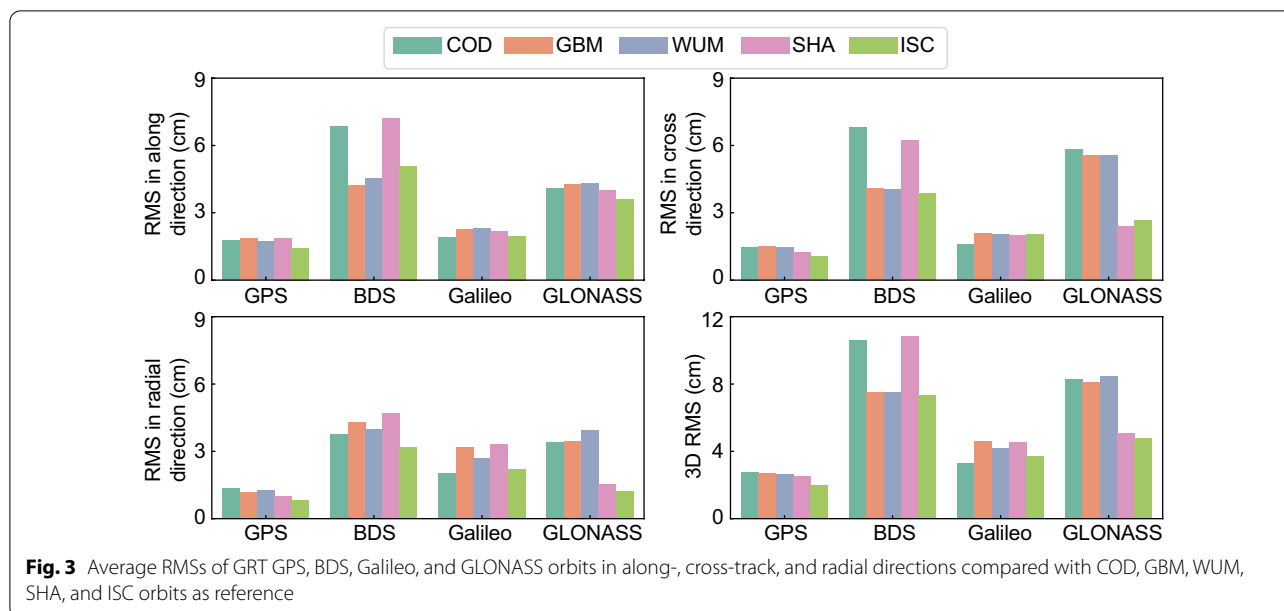 COD GBM WUM SHA ISC
RMS in along
direction (cm)
9
6
3
0
GPS BDS Galileo GLONASS
RMS in cross
direction (cm)
9
6
3
0
GPS BDS Galileo GLONASS
RMS in radial
direction (cm)
9
6
3
0
GPS BDS Galileo GLONASS
3D RMS (cm)
12
8
4
0
GPS BDS Galileo GLONASS
Fig. 3 Average RMSs of GRT GPS, BDS, Galileo, and GLONASS orbits in along-, cross-track, and radial directions compared with COD, GBM, WUM,
SHA, and ISC orbits as reference